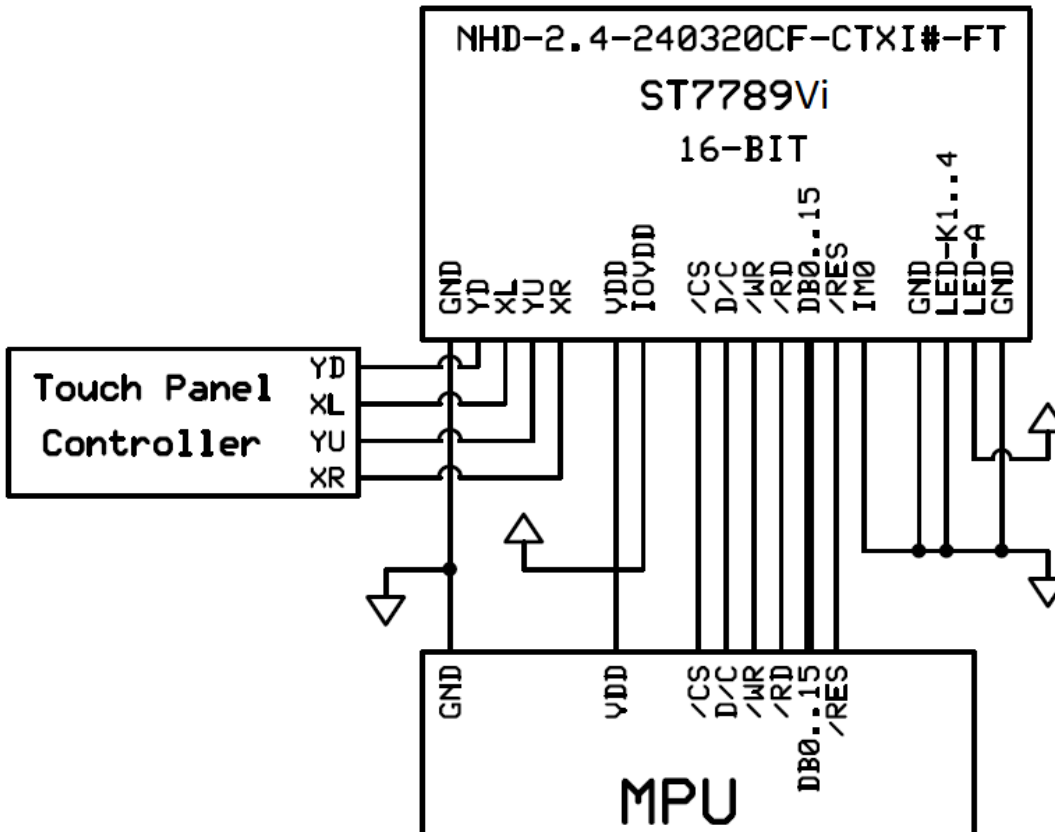 NHD-2.4-240320CF-CTXI#-FT
ST7789Vi
16-BIT
GND
YD
XL
YU
XR
VDD
IOVDD
/CS
D/C
/WR
/RD
DB0..15
/RES
IM0
GND
LED-K1..4
LED-A
GND
Touch Panel
Controller
YD
XL
YU
XR
GND
VDD
/CS
D/C
/WR
/RD
DB0..15
/RES
MPU